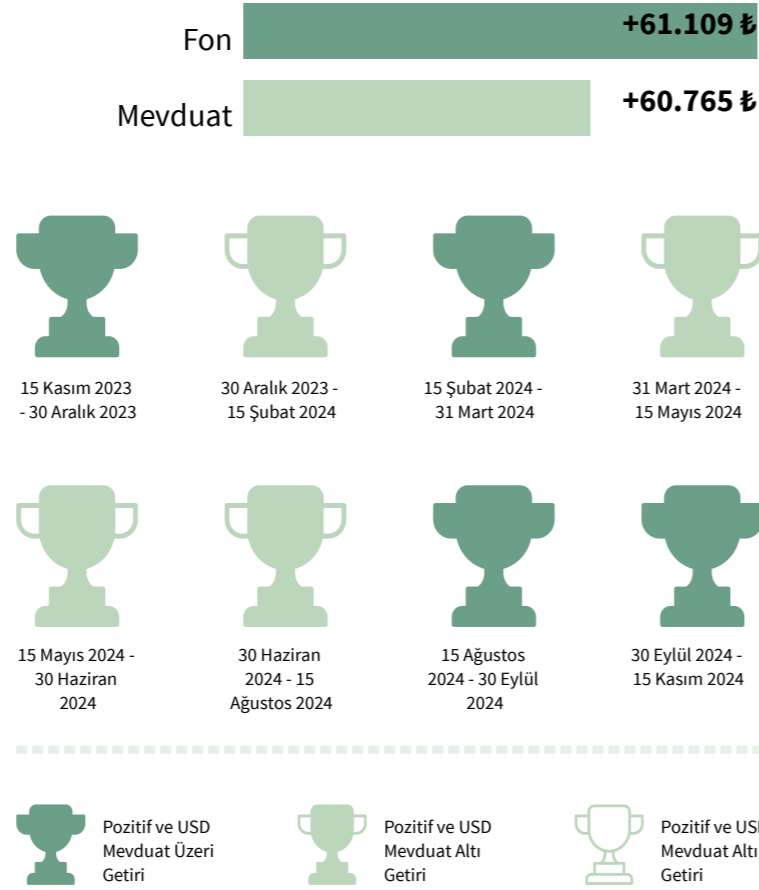 Fon
+61.109 ₺
Mevduat
+60.765 ₺
15 Kasım 2023
- 30 Aralık 2023
30 Aralık 2023 -
15 Şubat 2024
15 Şubat 2024 -
31 Mart 2024
31 Mart 2024 -
15 Mayıs 2024
15 Mayıs 2024 -
30 Haziran
2024
30 Haziran
2024 - 15
Ağustos 2024
15 Ağustos
2024 - 30 Eylül
2024
30 Eylül 2024 -
15 Kasım 2024
Pozitif ve USD
Mevduat Üzeri
Getiri
Pozitif ve USD
Mevduat Altı
Getiri
Pozitif ve
Mevduat Altı
Getiri